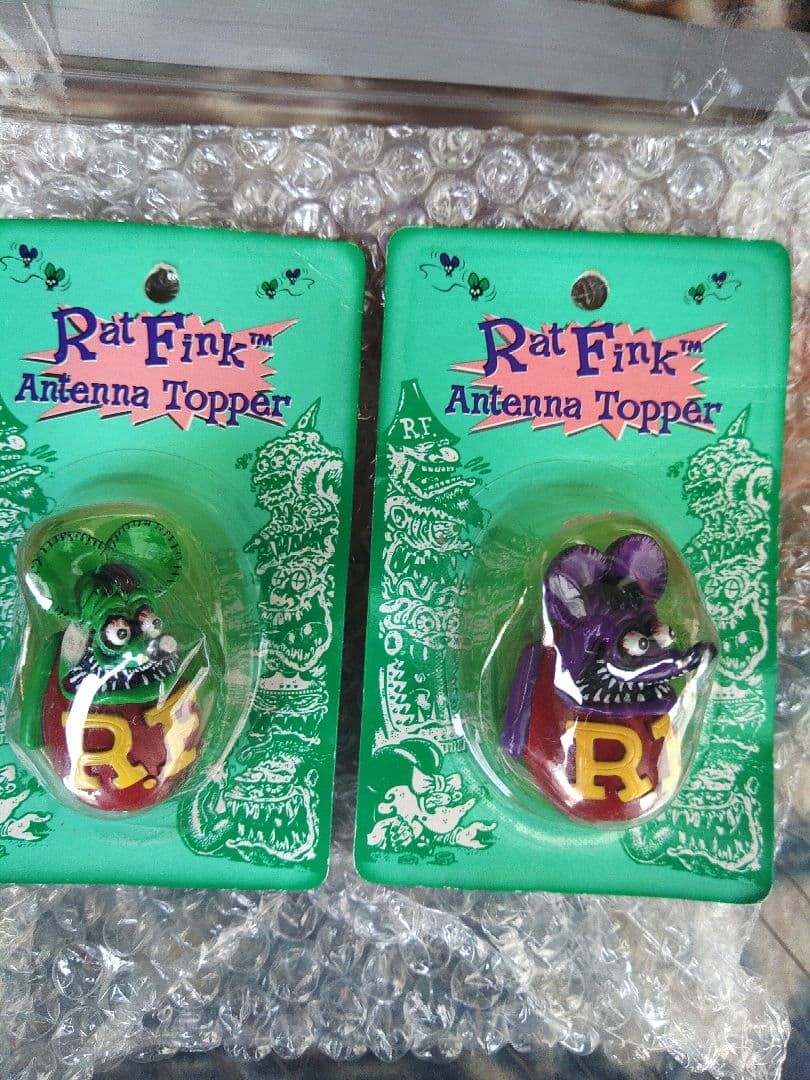 Rat Fink™
Antenna Topper
R.F.
Rat Fink™
Antenna Topper
R.F.
R.F